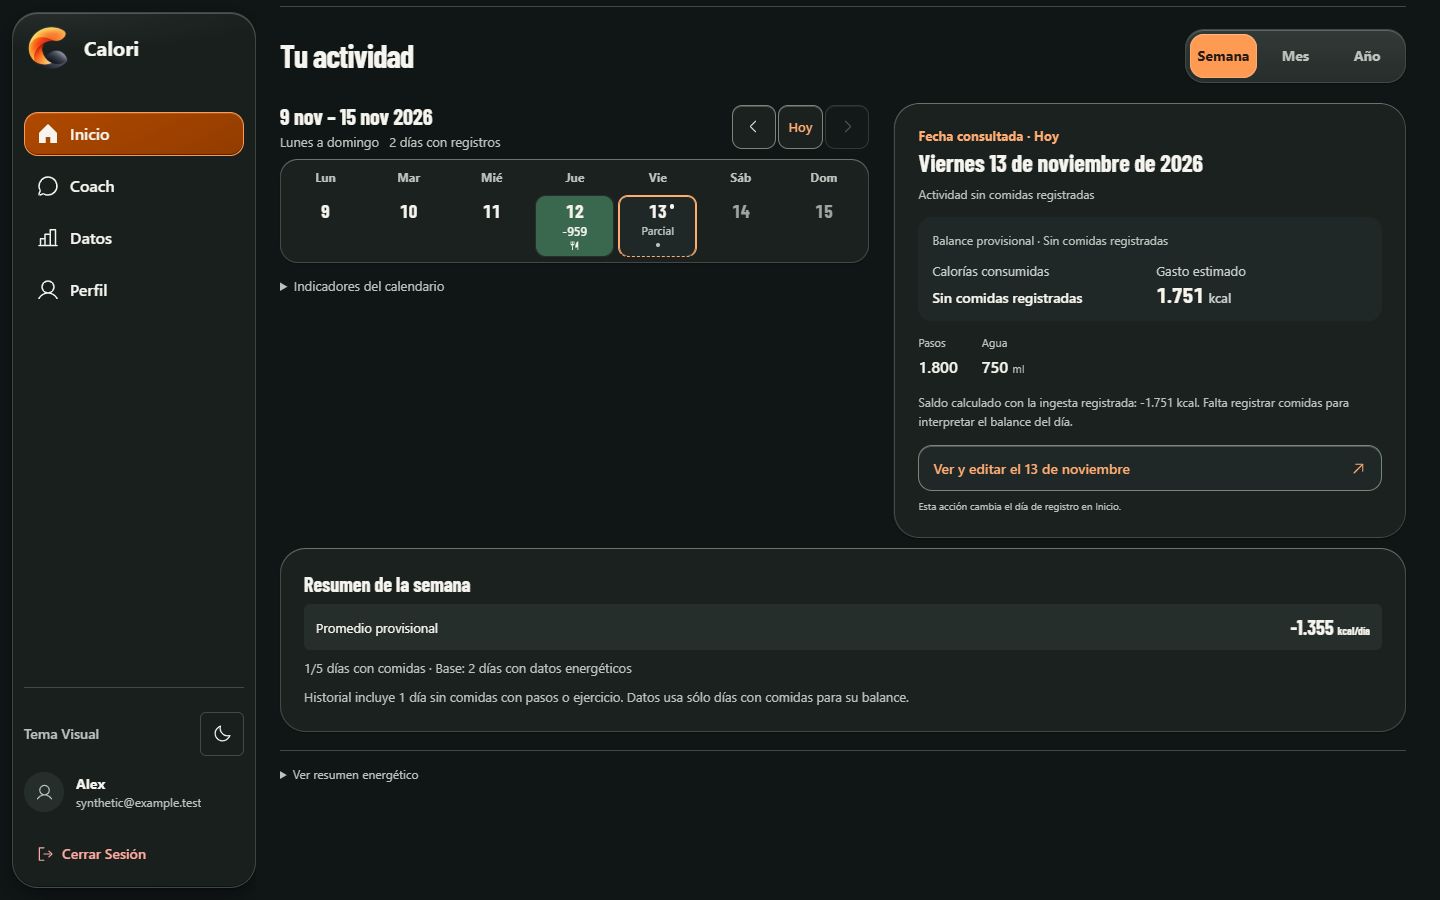 Calori
Inicio
Coach
Datos
Perfil
Tema Visual
Alex
synthetic@example.test
Cerrar Sesión
Tu actividad
Semana Mes Año
9 nov – 15 nov 2026
Lunes a domingo 2 días con registros
Hoy
Lun Mar Mié Jue Vie Sáb Dom
9 10 11 12 13 14 15
-959 Parcial
Indicadores del calendario
Fecha consultada · Hoy
Viernes 13 de noviembre de 2026
Actividad sin comidas registradas
Balance provisional · Sin comidas registradas
Calorías consumidas Gasto estimado
Sin comidas registradas 1.751 kcal
Pasos Agua
1.800 750 ml
Saldo calculado con la ingesta registrada: -1.751 kcal. Falta registrar comidas para
interpretar el balance del día.
Ver y editar el 13 de noviembre
Esta acción cambia el día de registro en Inicio.
Resumen de la semana
Promedio provisional -1.355 kcal/día
1/5 días con comidas · Base: 2 días con datos energéticos
Historial incluye 1 día sin comidas con pasos o ejercicio. Datos usa sólo días con comidas para su balance.
Ver resumen energético